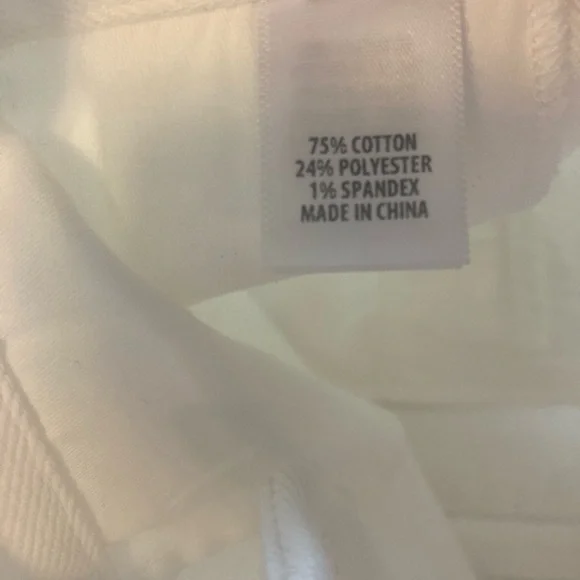 75% COTTON
24% POLYESTER
1% SPANDEX
MADE IN CHINA